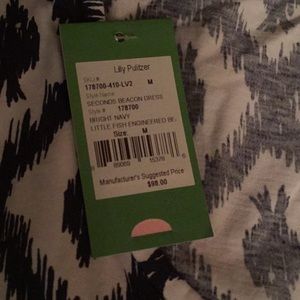 Lilly Pulitzer
SKU#
178700-410-LV2 M
Style Name
SECONDS BEACON DRESS
Style # 178700
BRIGHT NAVY
LITTLE FISH ENGINEERED BE
Size: M
Manufacturer's Suggested Price
$98.00